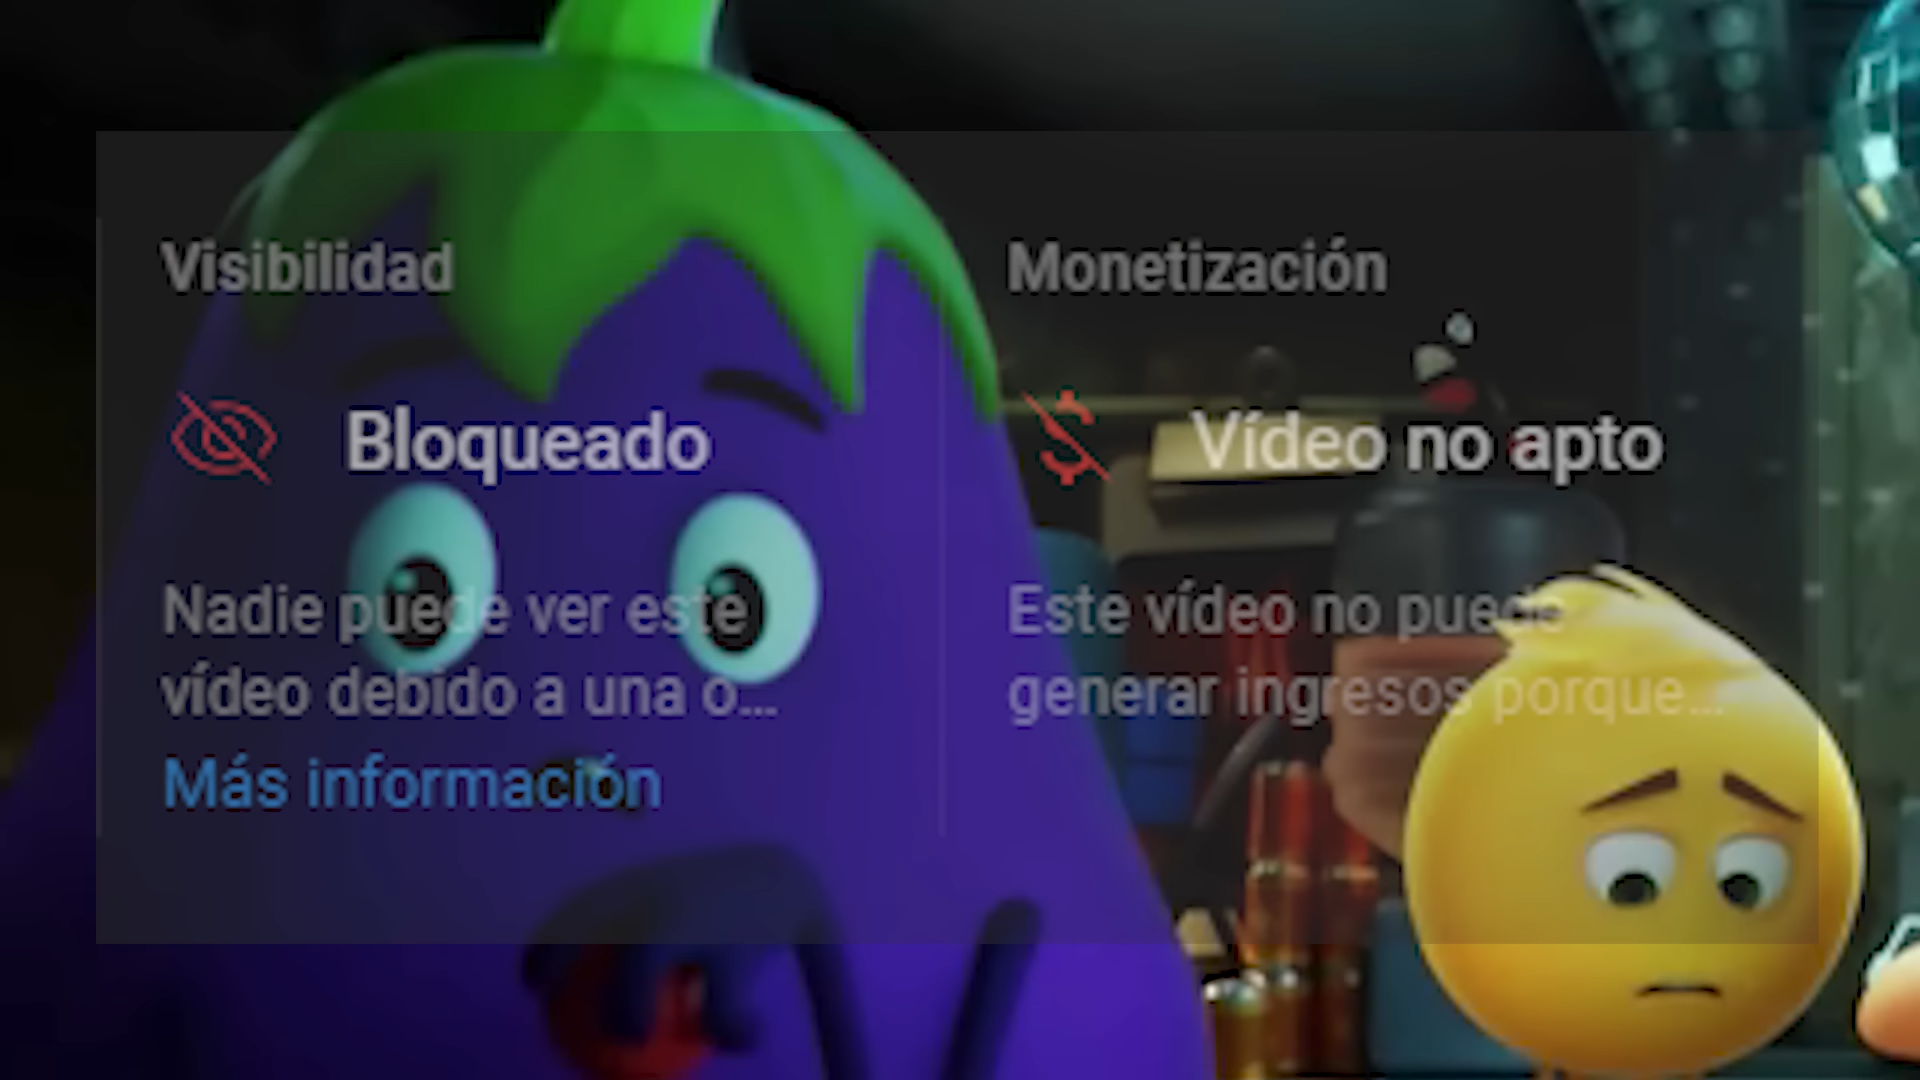 Visibilidad
Bloqueado
Nadie puede ver este
vídeo debido a una o...
Más información
Monetización
Vídeo no apto
Este vídeo no puede
generar ingresos porque...